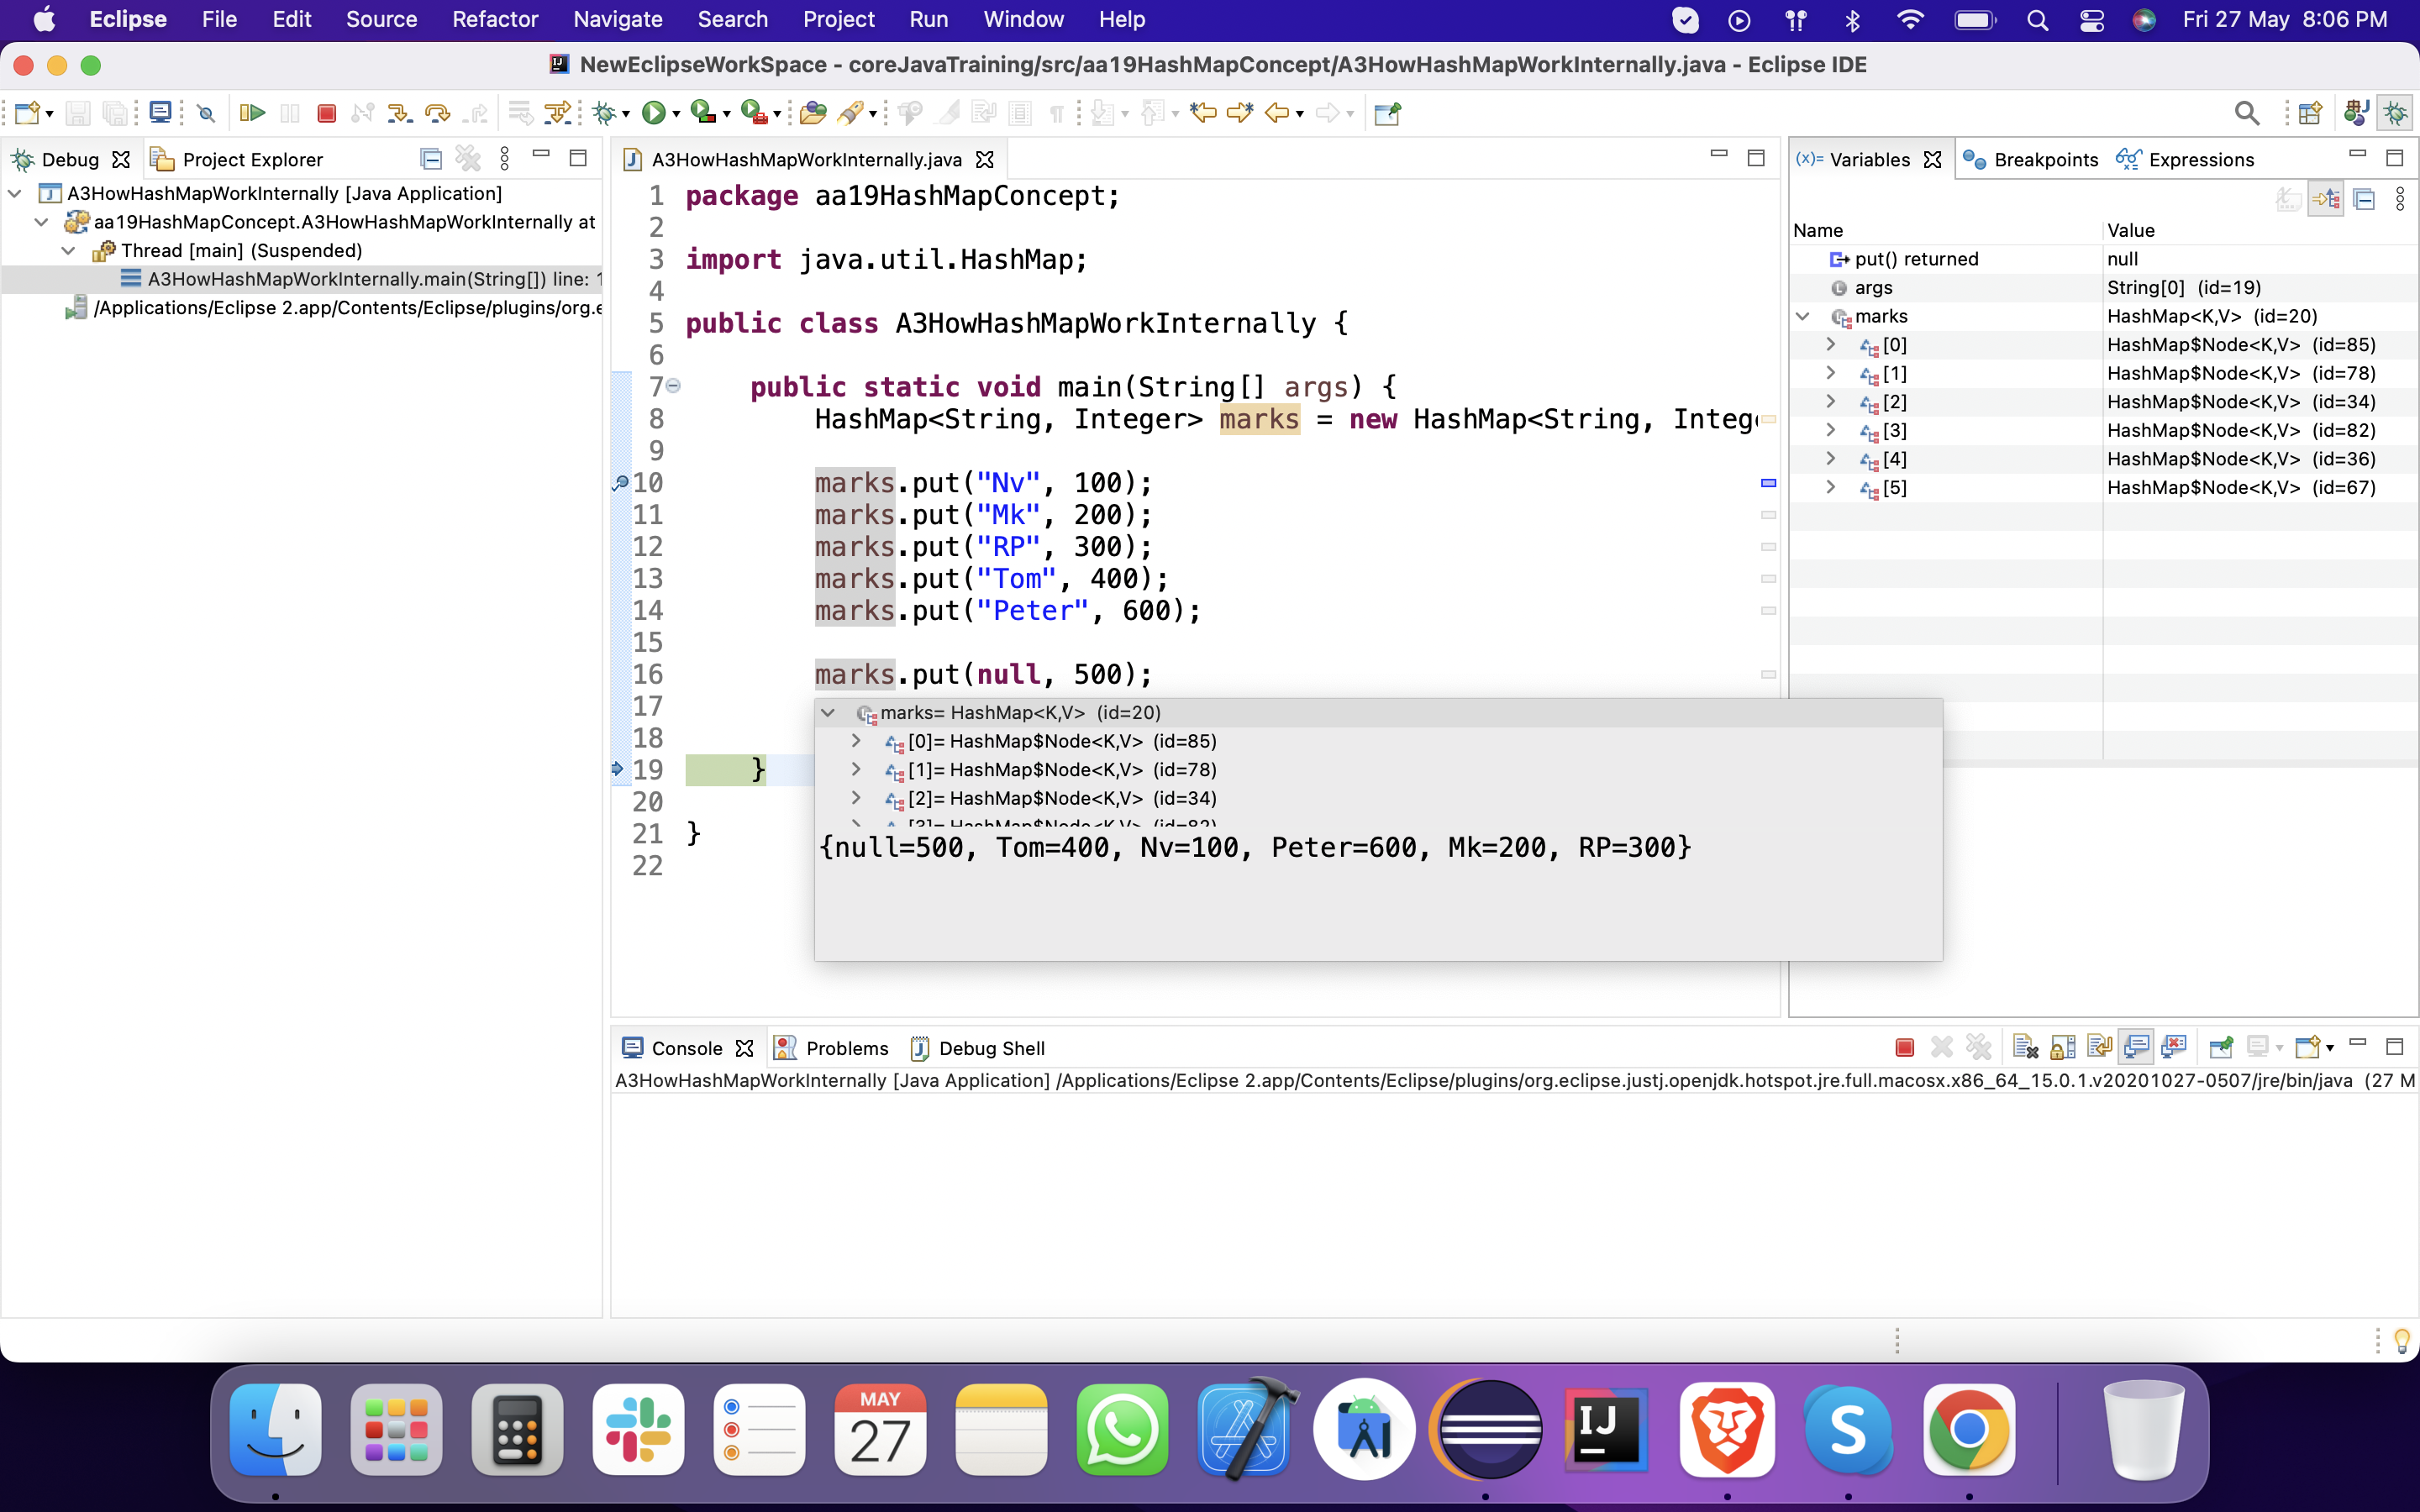 Eclipse File Edit Source Refactor Navigate Search Project Run Window Help Fri 27 May 8:06 PM
NewEclipseWorkSpace - coreJavaTraining/src/aa19HashMapConcept/A3HowHashMapWorkInternally.java - Eclipse IDE
Debug Project Explorer
A3HowHashMapWorkInternally [Java Application]
aa19HashMapConcept.A3HowHashMapWorkInternally at
Thread [main] (Suspended)
A3HowHashMapWorkInternally.main(String[]) line: 1
/Applications/Eclipse 2.app/Contents/Eclipse/plugins/org.e
A3HowHashMapWorkInternally.java
1 package aa19HashMapConcept;
2
3 import java.util.HashMap;
4
5 public class A3HowHashMapWorkInternally {
6
7 public static void main(String[] args) {
8 HashMap<String, Integer> marks = new HashMap<String, Intege
9
10 marks.put("Nv", 100);
11 marks.put("Mk", 200);
12 marks.put("RP", 300);
13 marks.put("Tom", 400);
14 marks.put("Peter", 600);
15
16 marks.put(null, 500);
17
18
19 }
20
21 }
22
marks= HashMap<K,V> (id=20)
[0]= HashMap$Node<K,V> (id=85)
[1]= HashMap$Node<K,V> (id=78)
[2]= HashMap$Node<K,V> (id=34)
[3]= HashMap$Node<K,V> (id=82)
{null=500, Tom=400, Nv=100, Peter=600, Mk=200, RP=300}
(x)= Variables Breakpoints Expressions
Name Value
put() returned null
args String[0] (id=19)
marks HashMap<K,V> (id=20)
[0] HashMap$Node<K,V> (id=85)
[1] HashMap$Node<K,V> (id=78)
[2] HashMap$Node<K,V> (id=34)
[3] HashMap$Node<K,V> (id=82)
[4] HashMap$Node<K,V> (id=36)
[5] HashMap$Node<K,V> (id=67)
Console Problems Debug Shell
A3HowHashMapWorkInternally [Java Application] /Applications/Eclipse 2.app/Contents/Eclipse/plugins/org.eclipse.justj.openjdk.hotspot.jre.full.macosx.x86_64_15.0.1.v20201027-0507/jre/bin/java (27 M
MAY
27
IJ
S